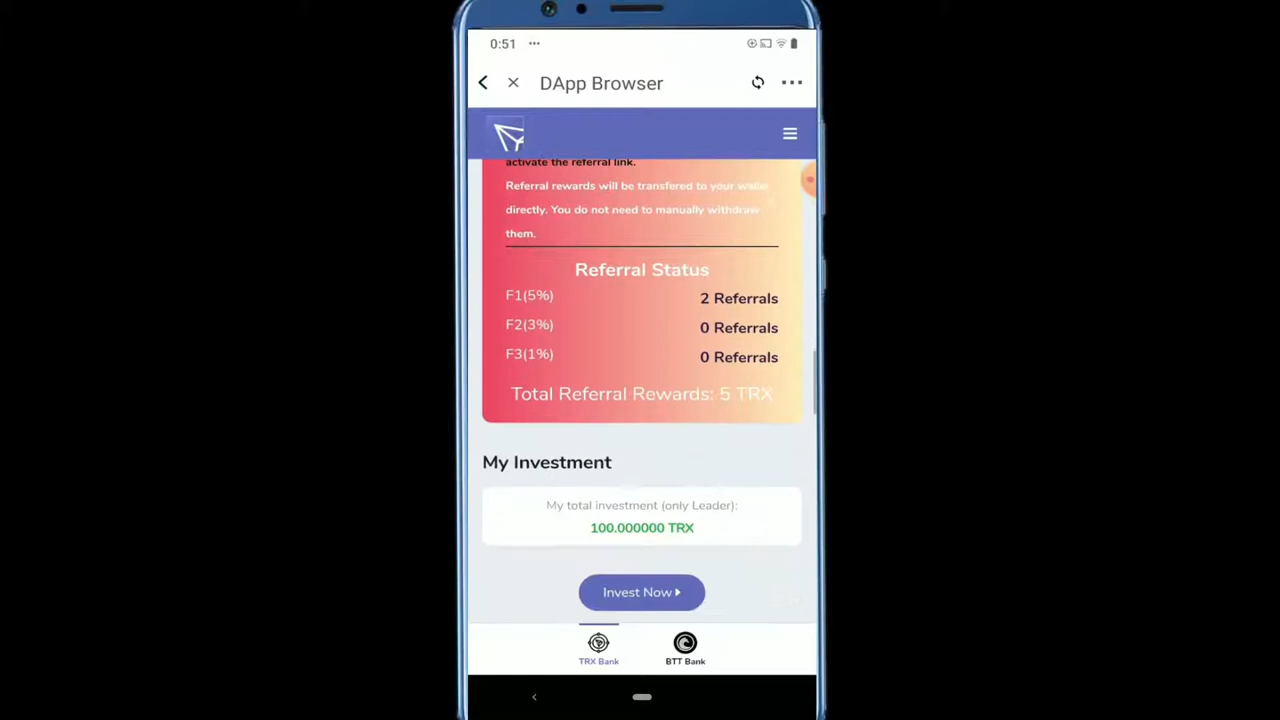 0:51 ...
DApp Browser
activate the referral link.
Referral rewards will be transfered to your wallet
directly. You do not need to manually withdraw
them.
Referral Status
F1(5%) 2 Referrals
F2(3%) 0 Referrals
F3(1%) 0 Referrals
Total Referral Rewards: 5 TRX
My Investment
My total investment (only Leader):
100.000000 TRX
Invest Now
TRX Bank BTT Bank